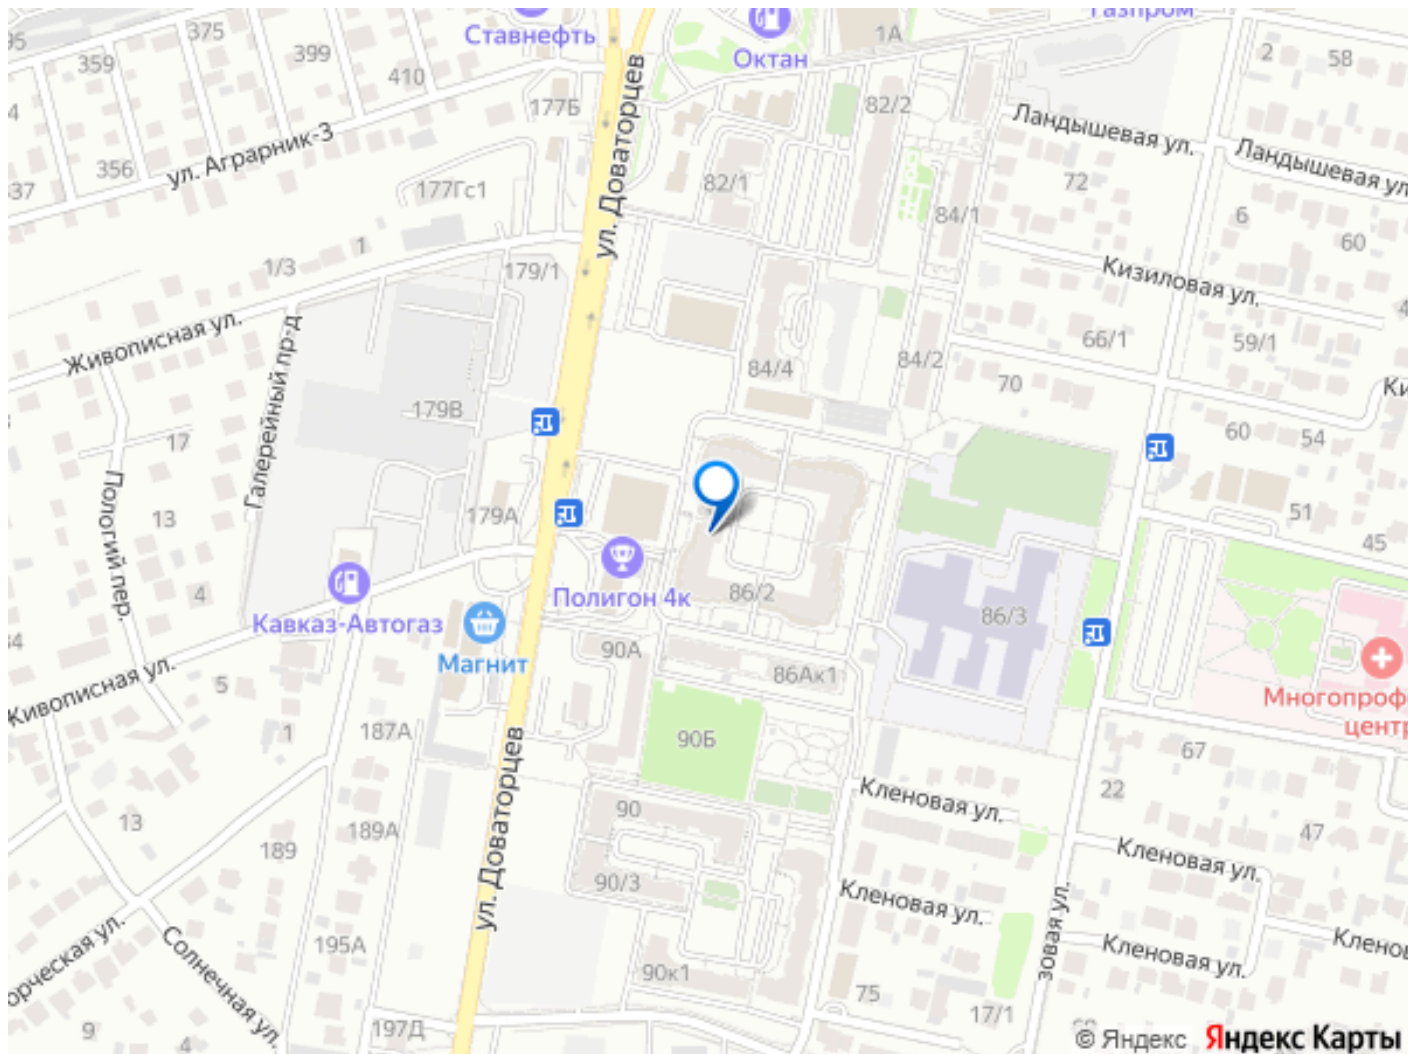 Газпром
Ставнефть
Октан
1А
375
399
359
410
2
58
177Б
82/2
Ландышевая ул.
Ландышевая ул.
ул. Доваторцев
ул. Аграрник-3
356
37
177Гс1
82/1
72
84/1
6
60
1
1/3
179/1
Кизиловая ул.
Живописная ул.
Галерейный пр-д
84/4
84/2
66/1
59/1
70
179В
17
60
54
Пологий пер.
13
179А
51
45
4
Полигон 4к
86/2
86/3
Кавказ-Автогаз
Магнит
90А
86Ак1
Живописная ул.
5
1
187А
90Б
67
ул. Доваторцев
Кленовая ул.
22
13
189А
189
90
47
Кленовая ул.
90/3
Кленовая ул.
195А
Солнечная ул.
90к1
Кленовая ул.
зовая ул.
75
17/1
9
4
197Д
© Яндекс Яндекс Карты